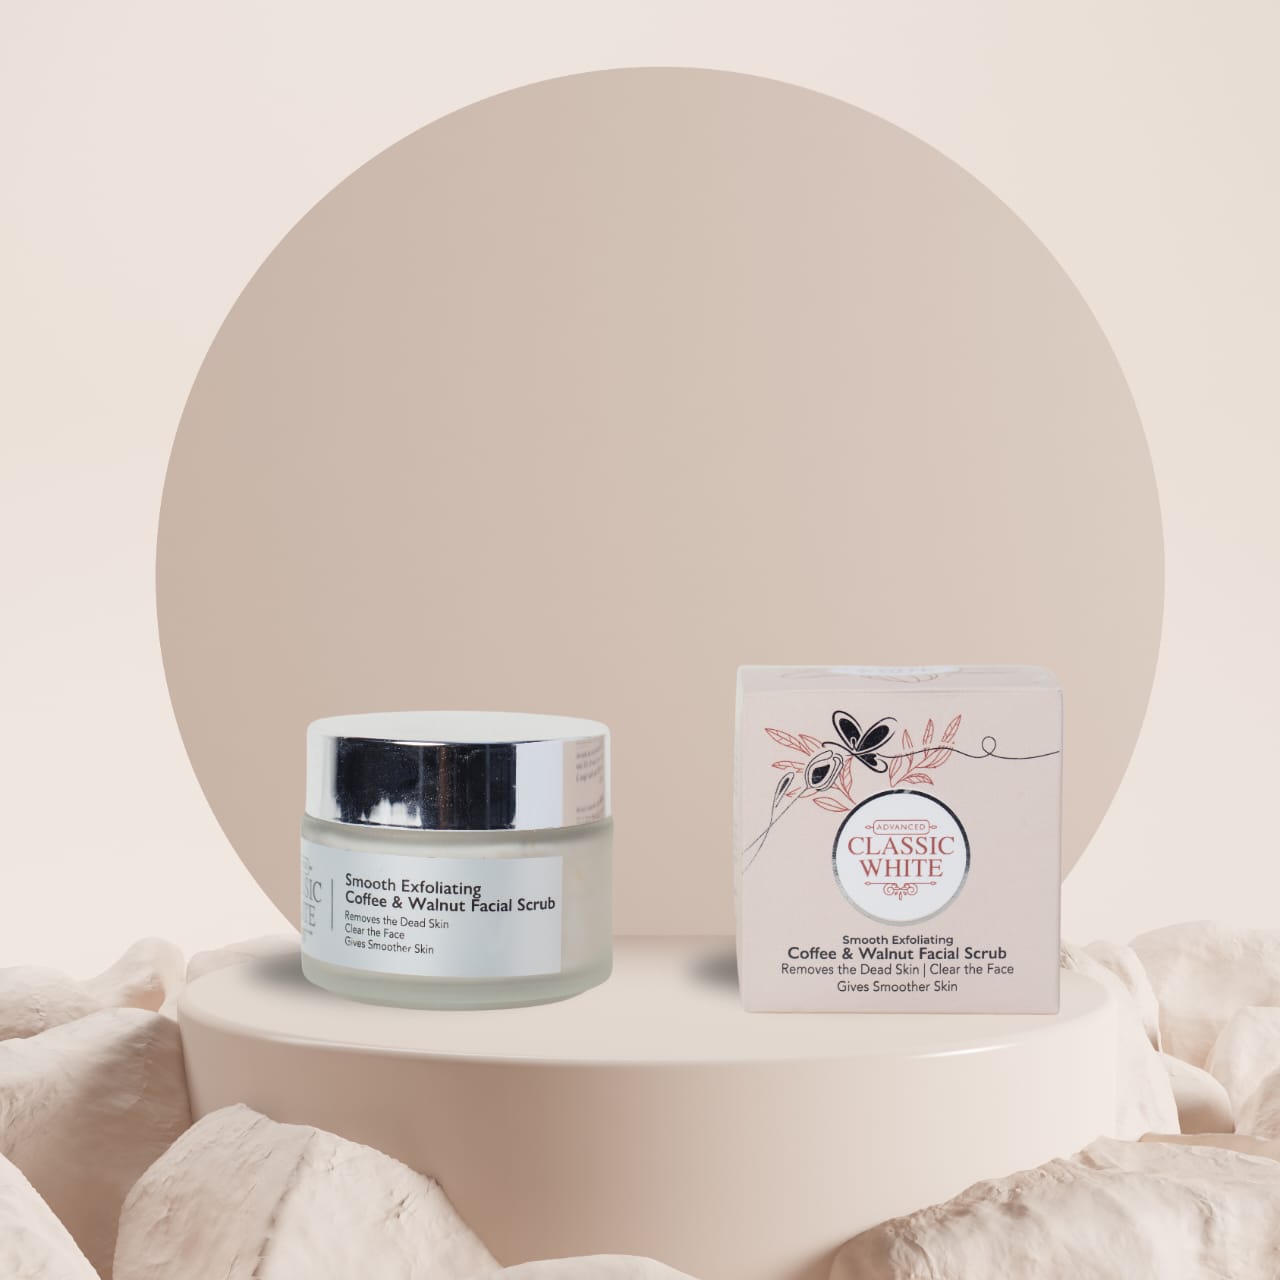 Smooth Exfoliating
Coffee & Walnut Facial Scrub
Removes the Dead Skin
Clear the Face
Gives Smoother Skin
ADVANCED
CLASSIC
WHITE
Smooth Exfoliating
Coffee & Walnut Facial Scrub
Removes the Dead Skin | Clear the Face
Gives Smoother Skin